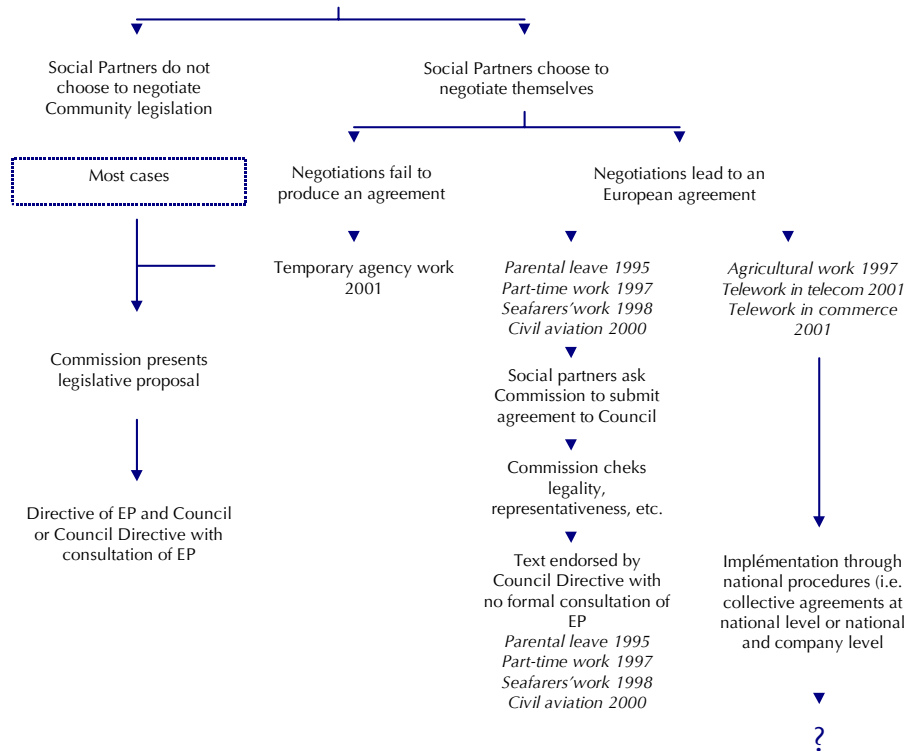 Social Partners do not
choose to negotiate
Community legislation
Social Partners choose to
negotiate themselves
Most cases
Negotiations fail to
produce an agreement
Negotiations lead to an
European agreement
Temporary agency work
2001
Parental leave 1995
Part-time work 1997
Seafarers'work 1998
Civil aviation 2000
Agricultural work 1997
Telework in telecom 2001
Telework in commerce
2001
Commission presents
legislative proposal
Social partners ask
Commission to submit
agreement to Council
Commission cheks
legality,
representativeness, etc.
Directive of EP and Council
or Council Directive with
consultation of EP
Text endorsed by
Council Directive with
no formal consultation of
EP
Parental leave 1995
Part-time work 1997
Seafarers'work 1998
Civil aviation 2000
Implémentation through
national procedures (i.e.
collective agreements at
national level or national
and company level
?